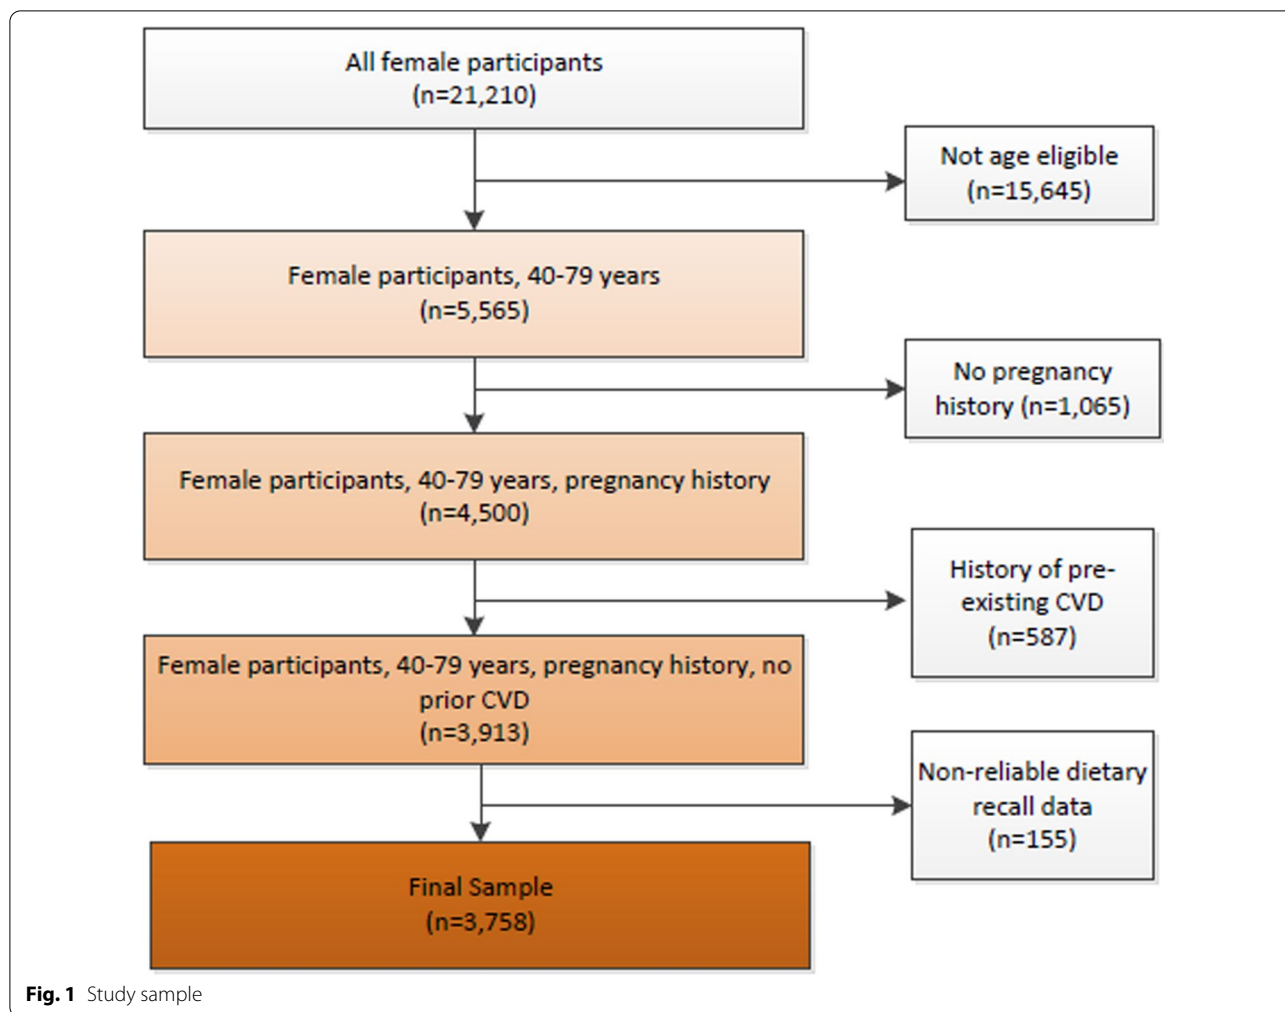 All female participants
(n=21,210)
Not age eligible
(n=15,645)
Female participants, 40-79 years
(n=5,565)
No pregnancy
history (n=1,065)
Female participants, 40-79 years, pregnancy history
(n=4,500)
History of pre-
existing CVD
(n=587)
Female participants, 40-79 years, pregnancy history, no
prior CVD
(n=3,913)
Non-reliable dietary
recall data
(n=155)
Final Sample
(n=3,758)
Fig. 1 Study sample